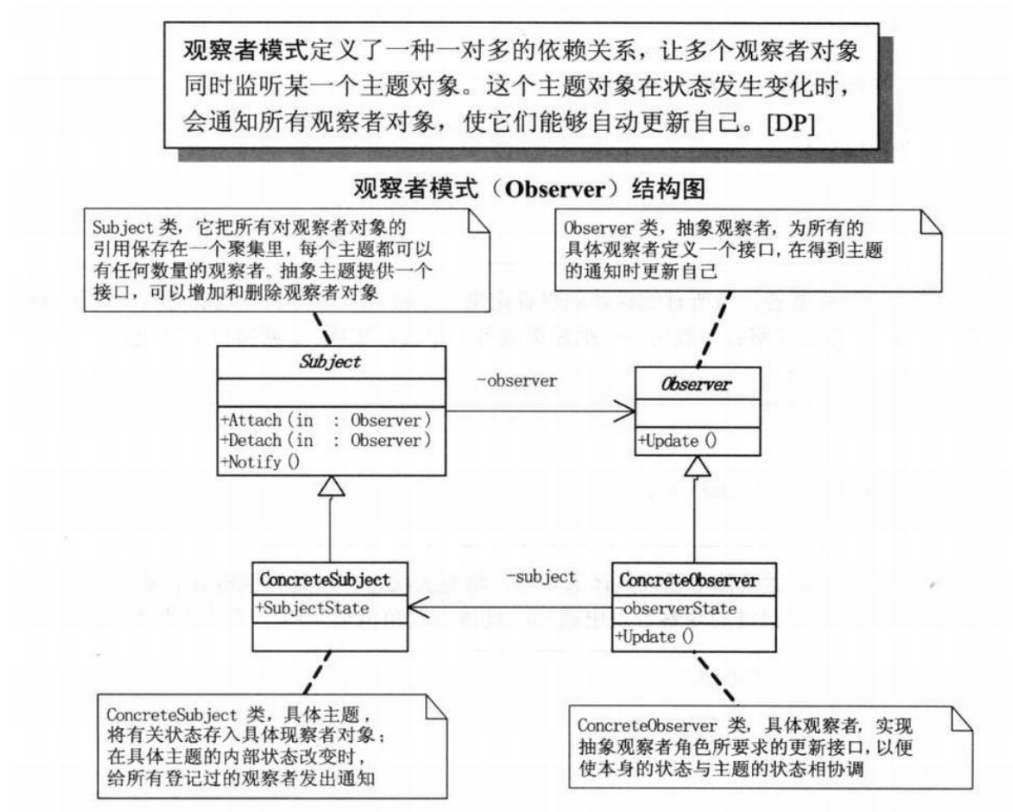 观察者模式定义了一种一对多的依赖关系，让多个观察者对象
同时监听某一个主题对象。这个主题对象在状态发生变化时，
会通知所有观察者对象，使它们能够自动更新自己。[DP]
观察者模式（Observer）结构图
Subject 类，它把所有对观察者对象的
引用保存在一个聚集里，每个主题都可以
有任何数量的观察者。抽象主题提供一个
接口，可以增加和删除观察者对象
Observer 类，抽象观察者，为所有的
具体观察者定义一个接口，在得到主题
的通知时更新自己
Subject
+Attach(in : Observer)
+Detach(in : Observer)
+Notify()
-observer
Observer
+Update()
ConcreteSubject
+SubjectState
-subject
ConcreteObserver
-observerState
+Update()
ConcreteSubject 类，具体主题，
将有关状态存入具体现察者对象；
在具体主题的内部状态改变时，
给所有登记过的观察者发出通知
ConcreteObserver 类，具体观察者，实现
抽象观察者角色所要求的更新接口，以便
使本身的状态与主题的状态相协调